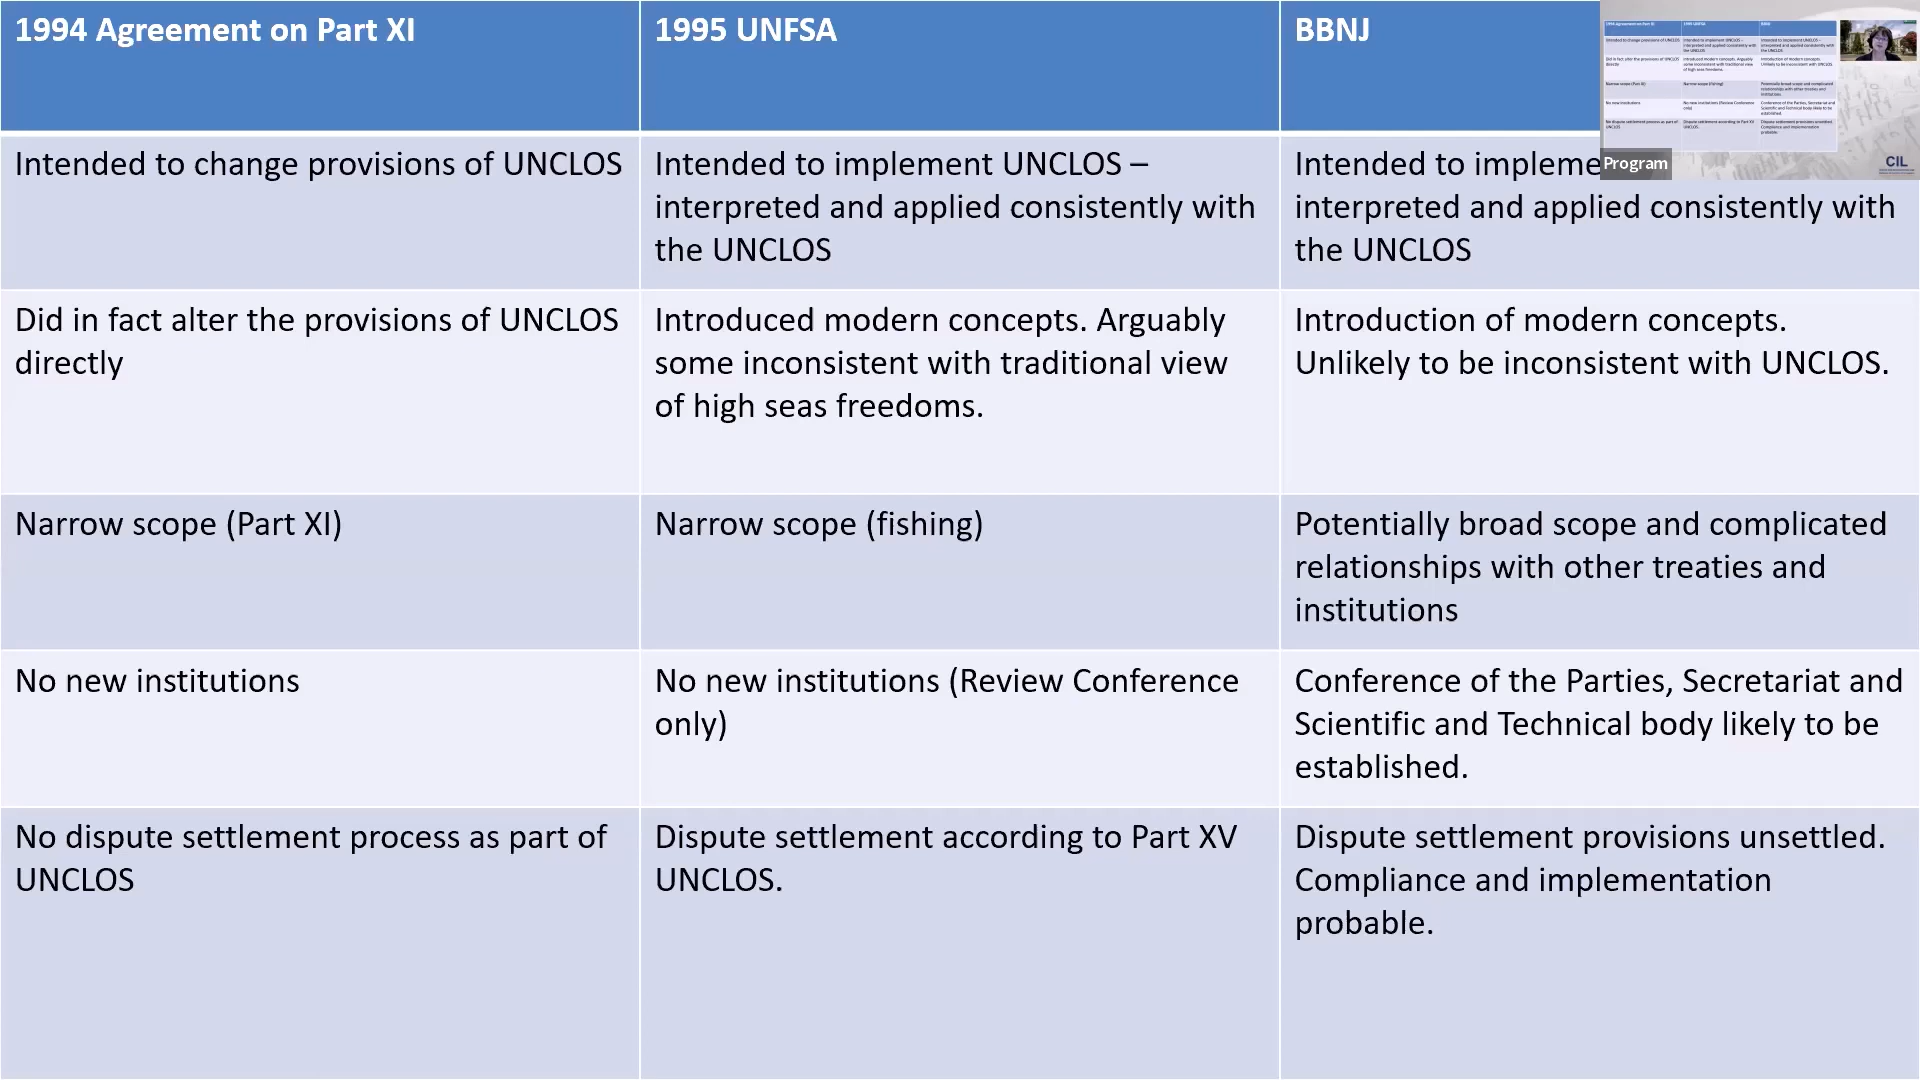 1994 Agreement on Part XI
1995 UNFSA
BBNJ
Intended to change provisions of UNCLOS
Intended to implement UNCLOS –
interpreted and applied consistently with
the UNCLOS
Intended to impleme
interpreted and applied consistently with
the UNCLOS
Did in fact alter the provisions of UNCLOS
directly
Introduced modern concepts. Arguably
some inconsistent with traditional view
of high seas freedoms.
Introduction of modern concepts.
Unlikely to be inconsistent with UNCLOS.
Narrow scope (Part XI)
Narrow scope (fishing)
Potentially broad scope and complicated
relationships with other treaties and
institutions
No new institutions
No new institutions (Review Conference
only)
Conference of the Parties, Secretariat and
Scientific and Technical body likely to be
established.
No dispute settlement process as part of
UNCLOS
Dispute settlement according to Part XV
UNCLOS.
Dispute settlement provisions unsettled.
Compliance and implementation
probable.
Program
CIL